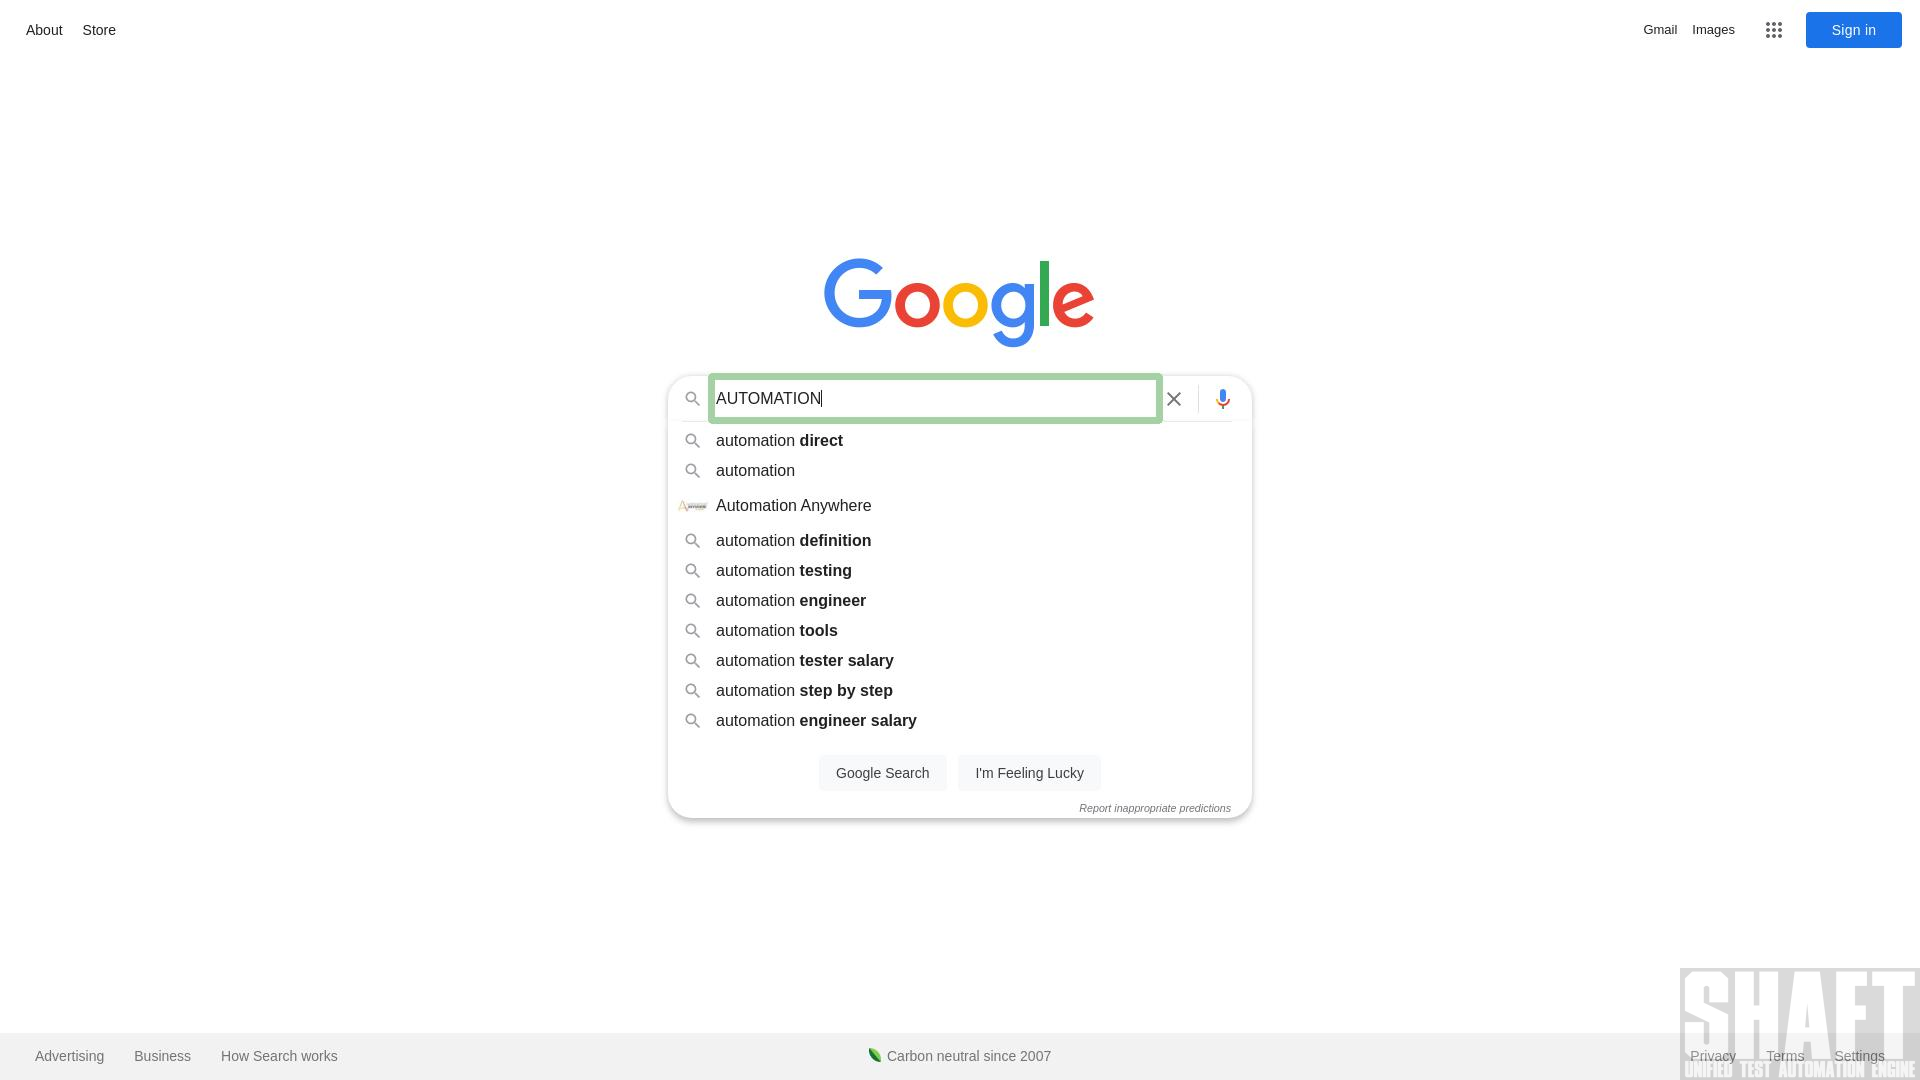 About Store Gmail Images Sign in
Google
AUTOMATION
automation direct
automation
Automation Anywhere
automation definition
automation testing
automation engineer
automation tools
automation tester salary
automation step by step
automation engineer salary
Google Search I'm Feeling Lucky
Report inappropriate predictions
SHAFT
Advertising Business How Search works Carbon neutral since 2007 Privacy Terms Settings
UNIFIED TEST AUTOMATION ENGINE